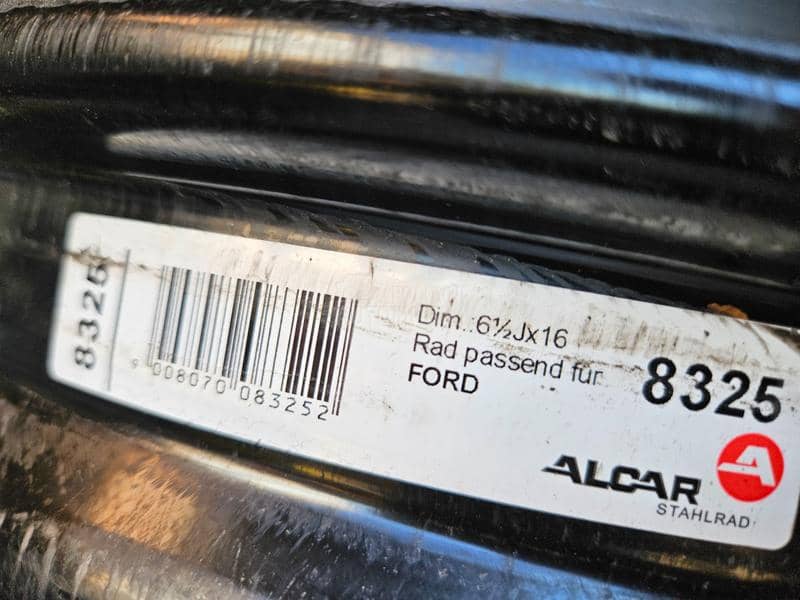 8325
9 008070 083252
Dim.:6½Jx16
Rad passend für
FORD
8325
ALCAR
STAHLRAD